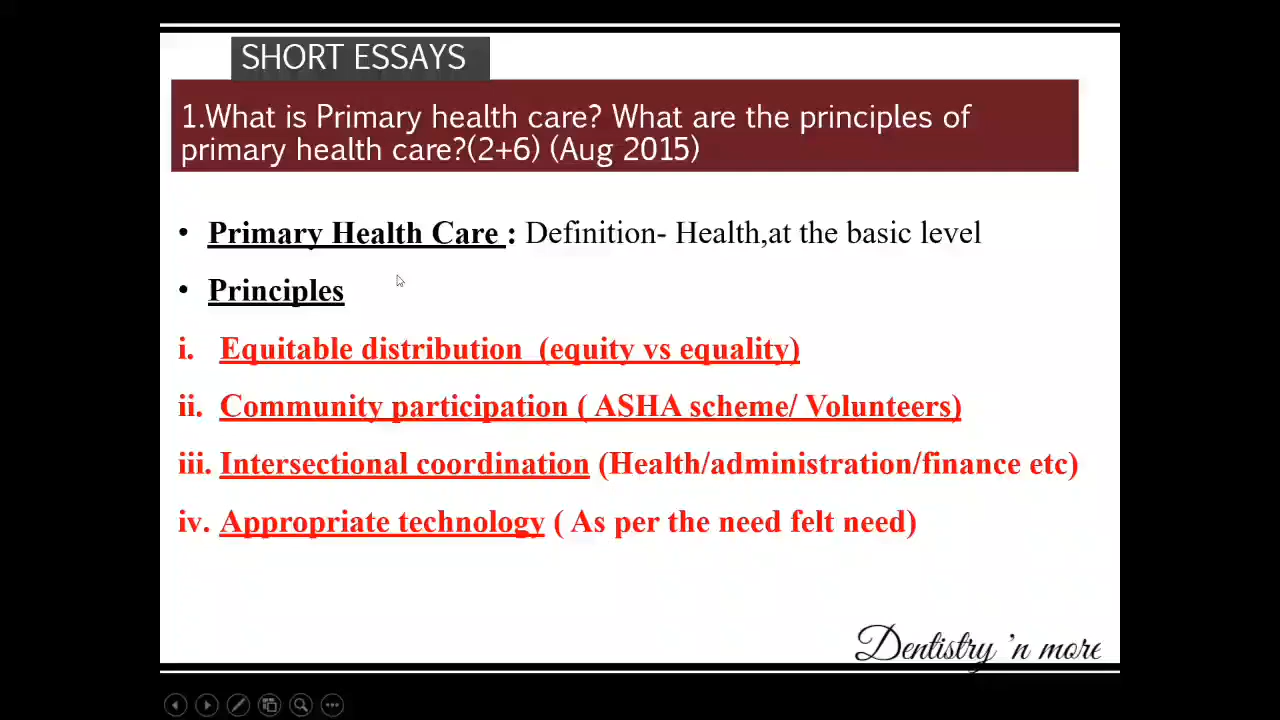 SHORT ESSAYS
1.What is Primary health care? What are the principles of
primary health care?(2+6) (Aug 2015)
• Primary Health Care : Definition- Health,at the basic level
• Principles
i. Equitable distribution (equity vs equality)
ii. Community participation ( ASHA scheme/ Volunteers)
iii. Intersectional coordination (Health/administration/finance etc)
iv. Appropriate technology ( As per the need felt need)
Dentistry 'n more